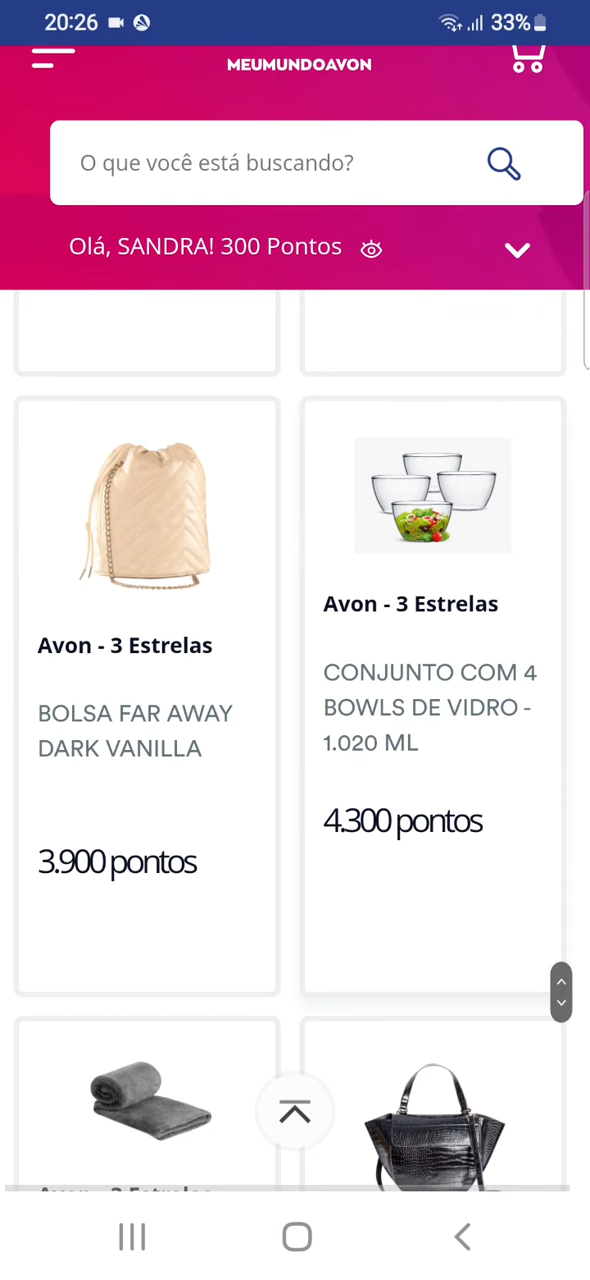 20:26
33%
MEUMUNDOAVON
O que você está buscando?
Olá, SANDRA! 300 Pontos
Avon - 3 Estrelas
BOLSA FAR AWAY
DARK VANILLA
3.900 pontos
Avon - 3 Estrelas
CONJUNTO COM 4
BOWLS DE VIDRO -
1.020 ML
4.300 pontos